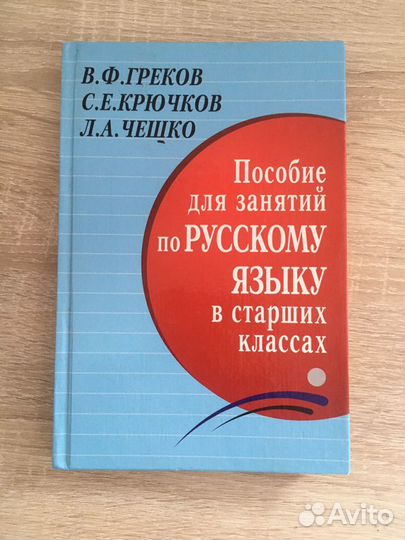 В.Ф.ГРЕКОВ
С.Е.КРЮЧКОВ
Л.А.ЧЕШКО
Пособие
для занятий
по РУССКОМУ
ЯЗЫКУ
в старших
классах
Avito